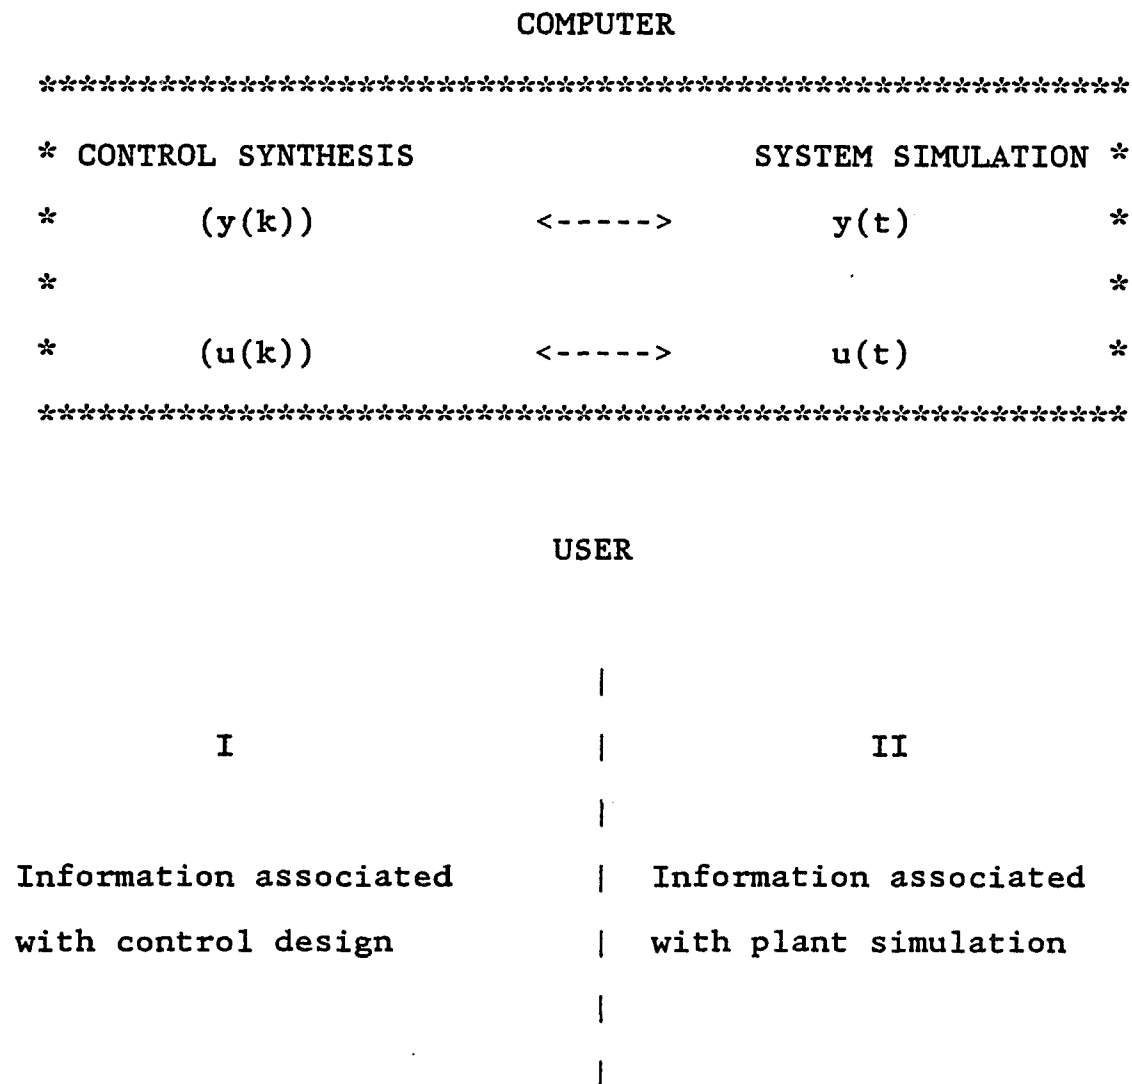 COMPUTER
*******************************************************
* CONTROL SYNTHESIS SYSTEM SIMULATION *
* (y(k)) <-----> y(t) *
* *
* (u(k)) <-----> u(t) *
*******************************************************
USER
|
I | II
|
Information associated | Information associated
with control design | with plant simulation
|
|